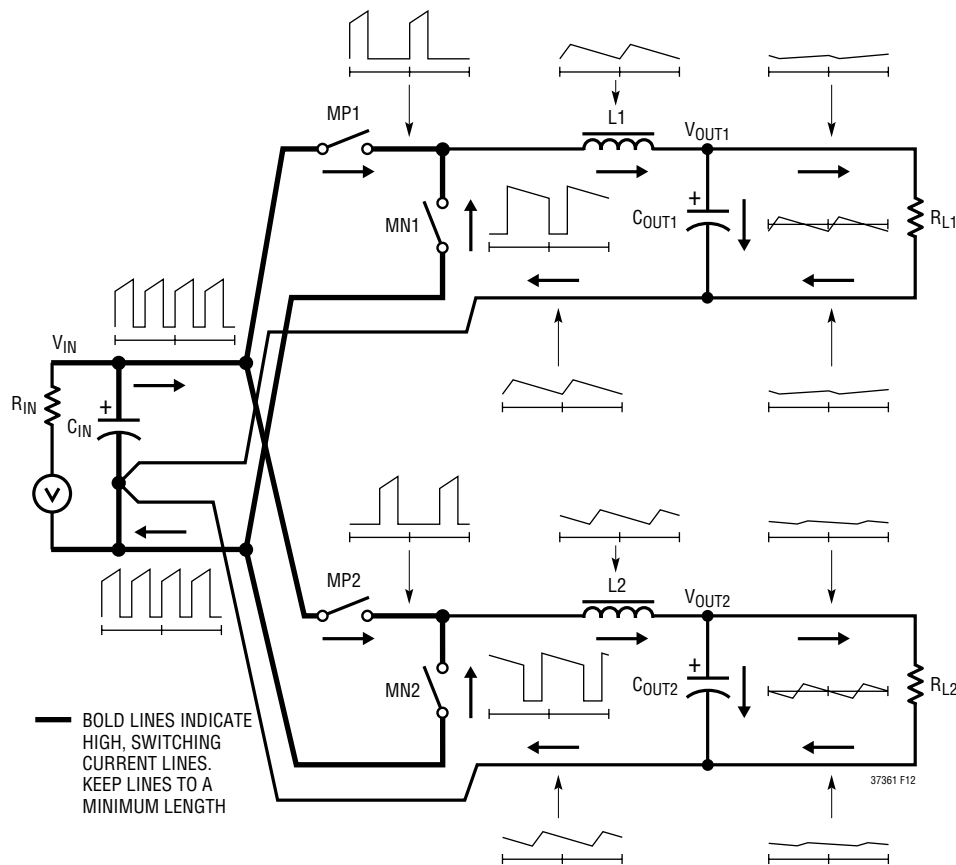 MP1
L1
VOUT1
MN1
+
COUT1
RL1
VIN
RIN
+
CIN
V
MP2
L2
VOUT2
MN2
+
COUT2
RL2
BOLD LINES INDICATE
HIGH, SWITCHING
CURRENT LINES.
KEEP LINES TO A
MINIMUM LENGTH
37361 F12